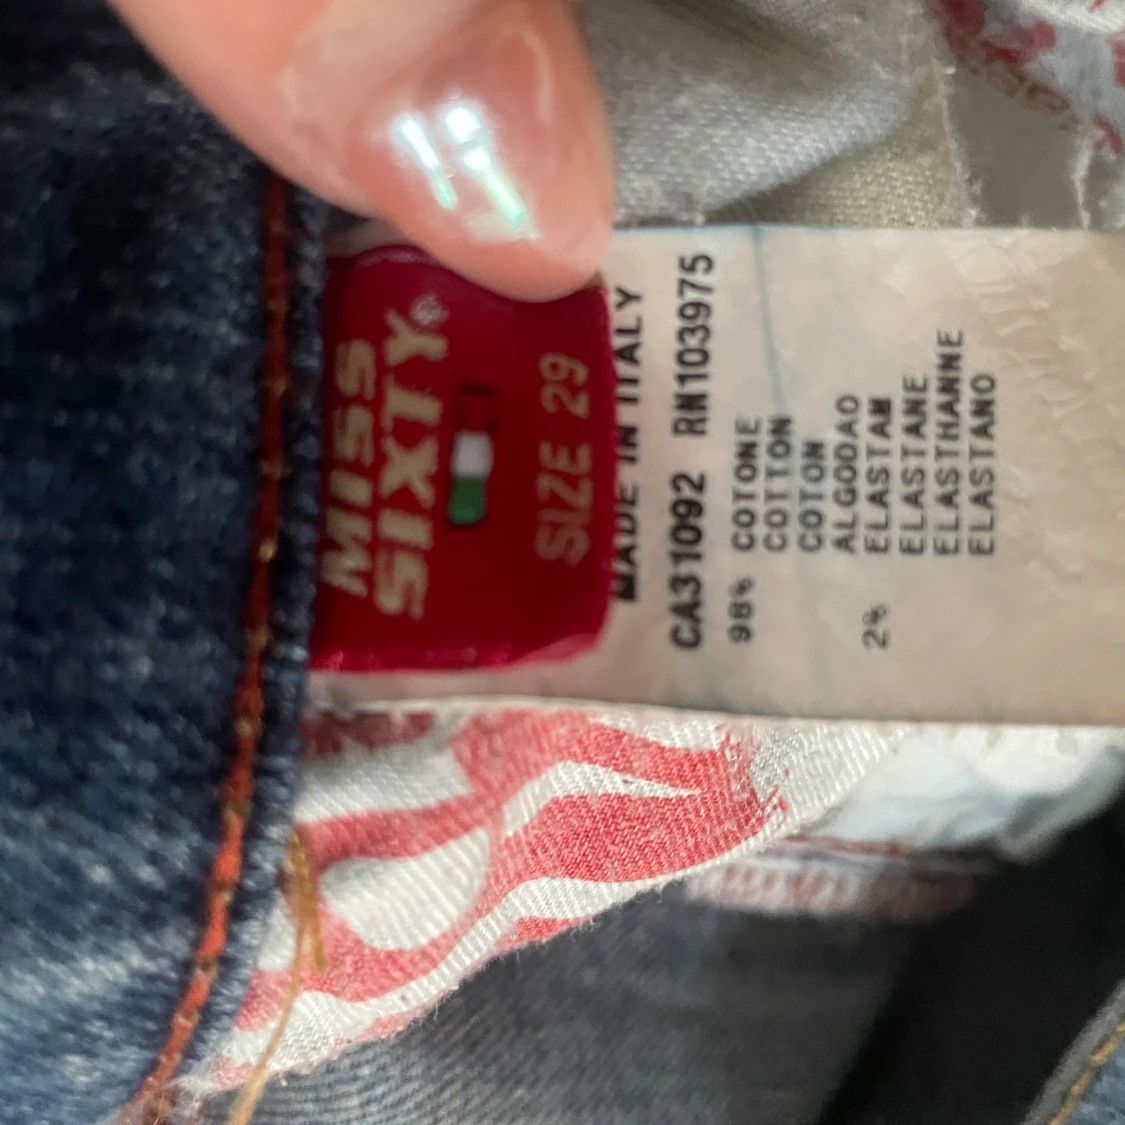 MISS
SIXTY®
SIZE 29
MADE IN ITALY
CA31092 RN103975
98% COTONE
COTTON
COTON
ALGODAO
2% ELASTAM
ELASTANE
ELASTHANNE
ELASTANO